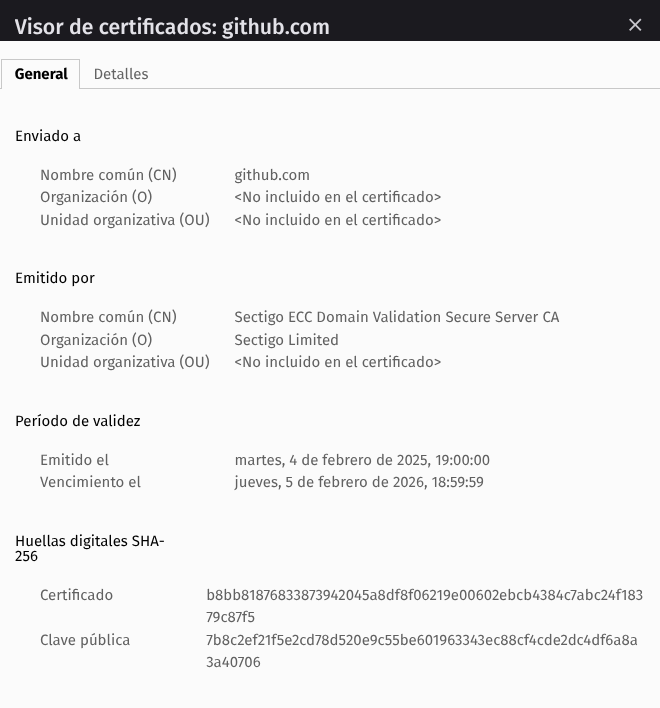 Visor de certificados: github.com
General Detalles
Enviado a
Nombre común (CN) github.com
Organización (O) <No incluido en el certificado>
Unidad organizativa (OU) <No incluido en el certificado>
Emitido por
Nombre común (CN) Sectigo ECC Domain Validation Secure Server CA
Organización (O) Sectigo Limited
Unidad organizativa (OU) <No incluido en el certificado>
Período de validez
Emitido el martes, 4 de febrero de 2025, 19:00:00
Vencimiento el jueves, 5 de febrero de 2026, 18:59:59
Huellas digitales SHA-
256
Certificado b8bb81876833873942045a8df8f06219e00602ebcb4384c7abc24f183
79c87f5
Clave pública 7b8c2ef21f5e2cd78d520e9c55be601963343ec88cf4cde2dc4df6a8a
3a40706